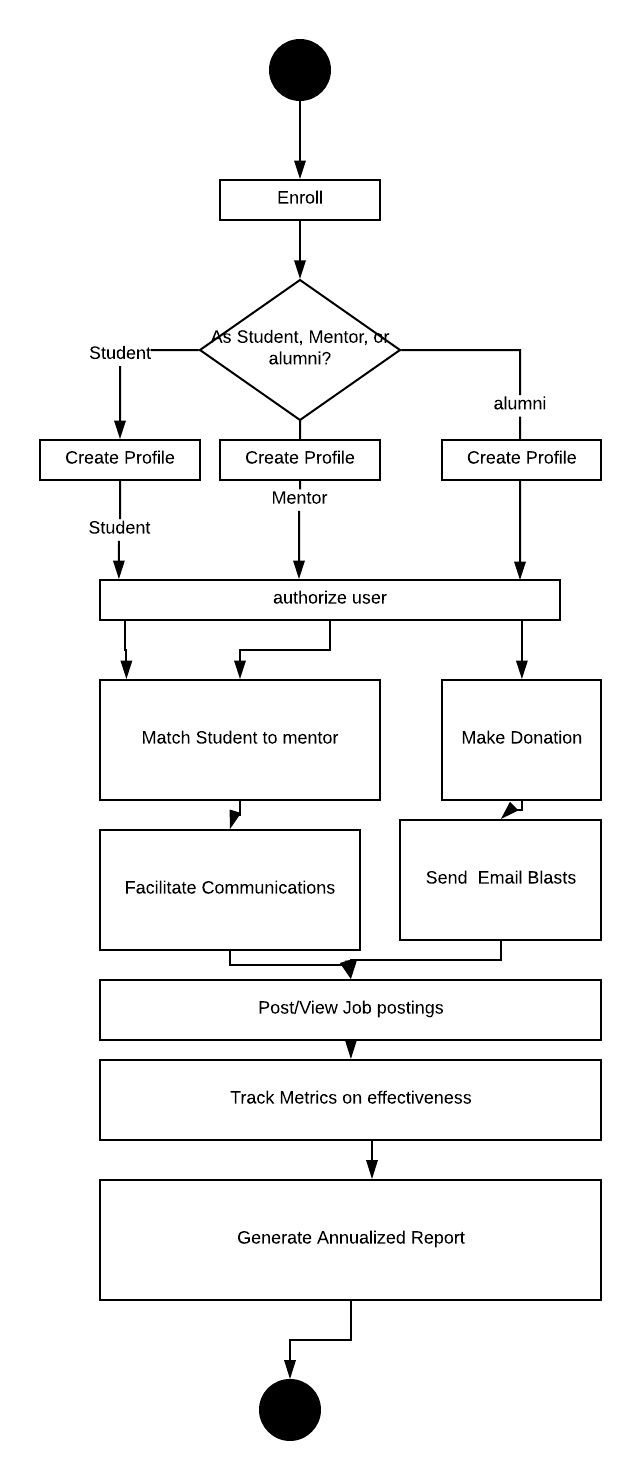 Enroll
As Student, Mentor, or
alumni?
Student
alumni
Create Profile
Create Profile
Create Profile
Mentor
Student
authorize user
Match Student to mentor
Make Donation
Facilitate Communications
Send  Email Blasts
Post/View Job postings
Track Metrics on effectiveness
Generate Annualized Report